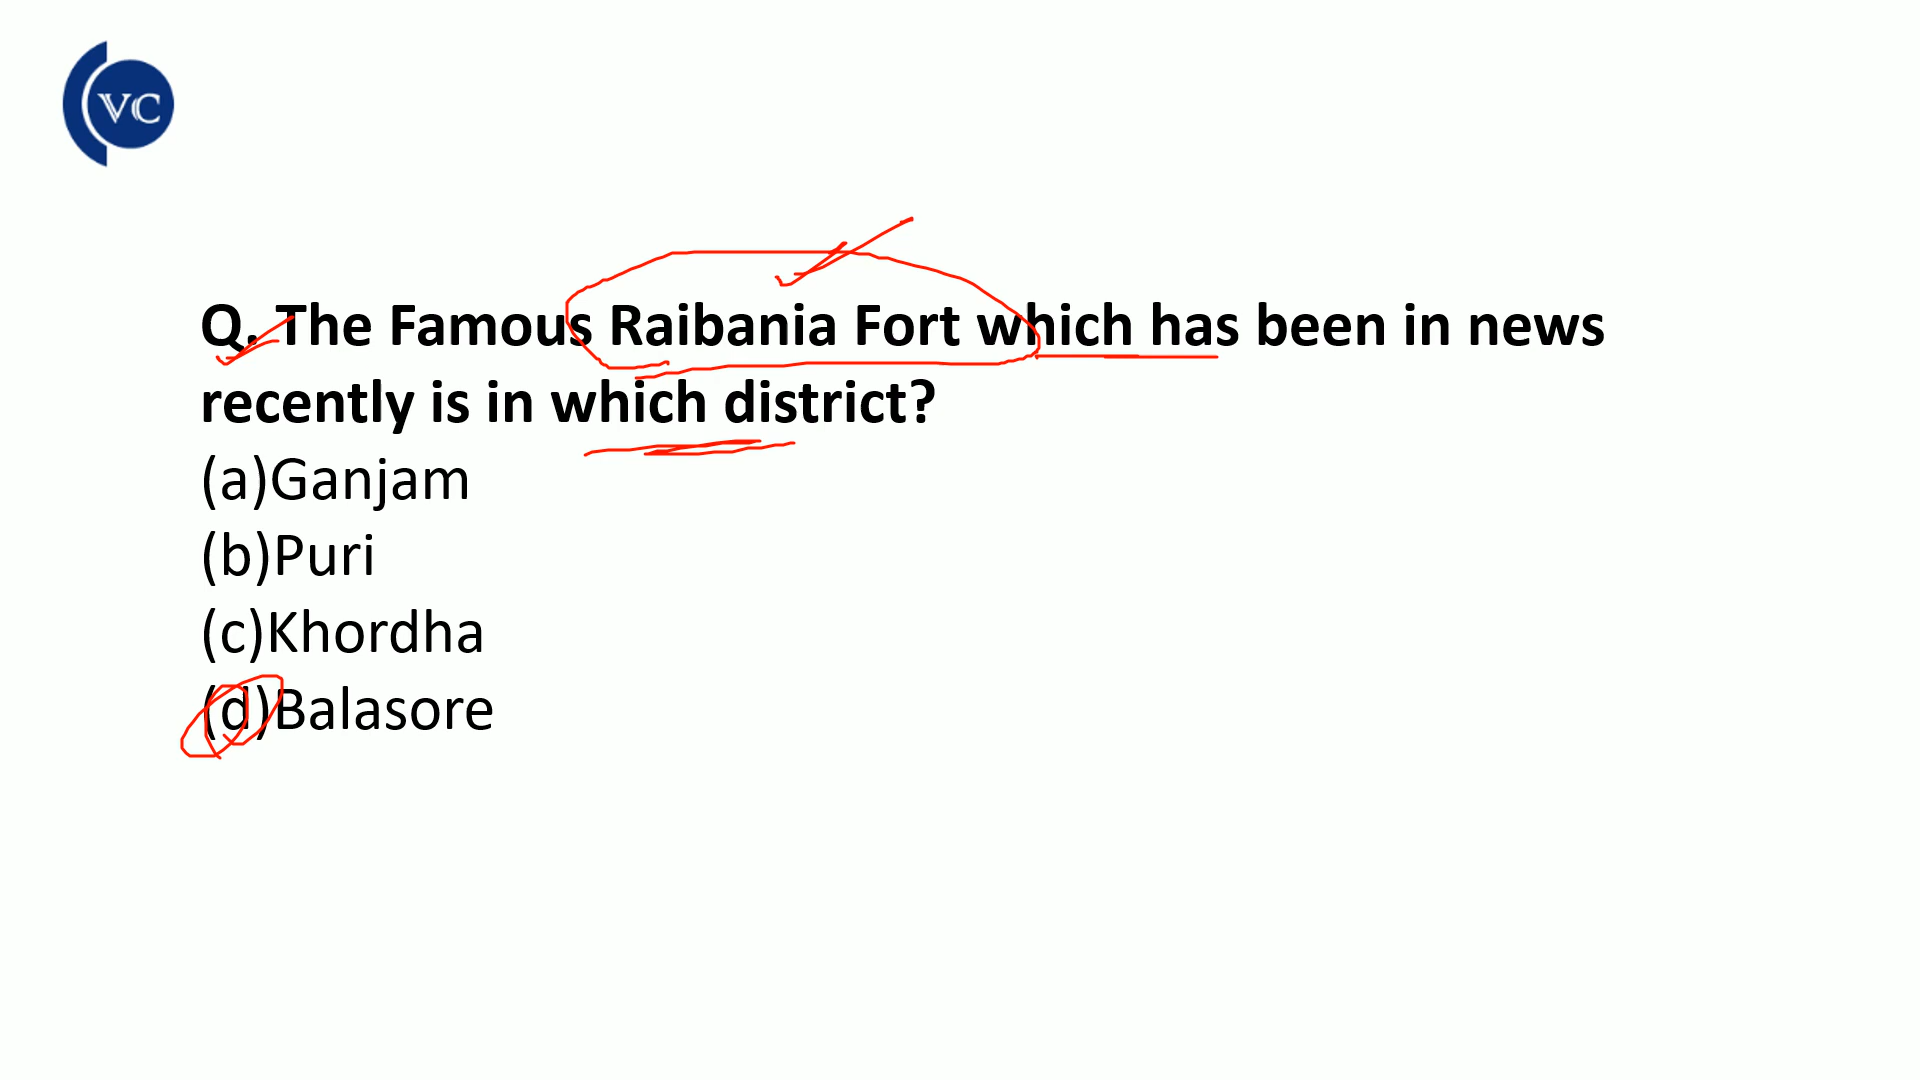 VC
Q. The Famous Raibania Fort which has been in news
recently is in which district?
(a)Ganjam
(b)Puri
(c)Khordha
(d)Balasore